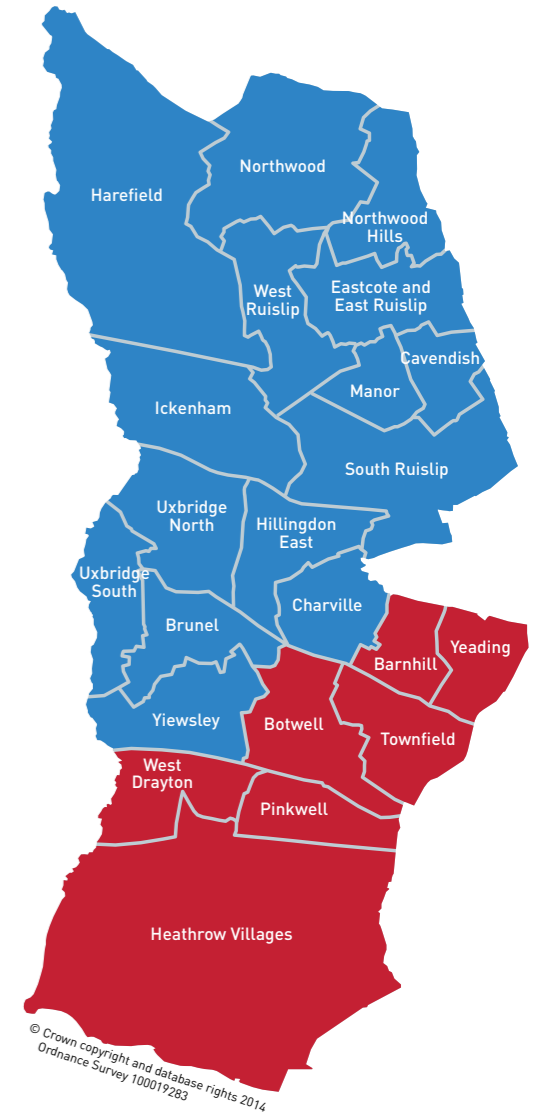 Northwood
Harefield
Northwood
Hills
West
Ruislip
Eastcote and
East Ruislip
Cavendish
Manor
Ickenham
South Ruislip
Uxbridge
North
Hillingdon
East
Uxbridge
South
Charville
Brunel
Yeading
Barnhill
Yiewsley
Botwell
Townfield
West
Drayton
Pinkwell
Heathrow Villages
© Crown copyright and database rights 2014
Ordnance Survey 100019283